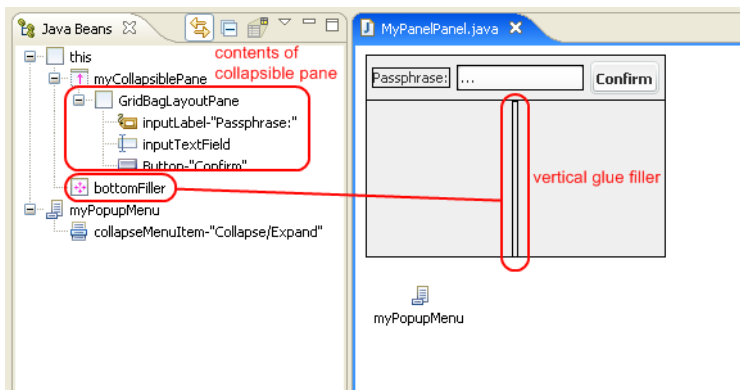 Java Beans
this
contents of
collapsible pane
myCollapsiblePane
GridBagLayoutPane
inputLabel-"Passphrase:"
inputTextField
Button-"Confirm"
bottomFiller
myPopupMenu
collapseMenuItem-"Collapse/Expand"
MyPanelPanel.java
Passphrase: ... Confirm
vertical glue filler
myPopupMenu